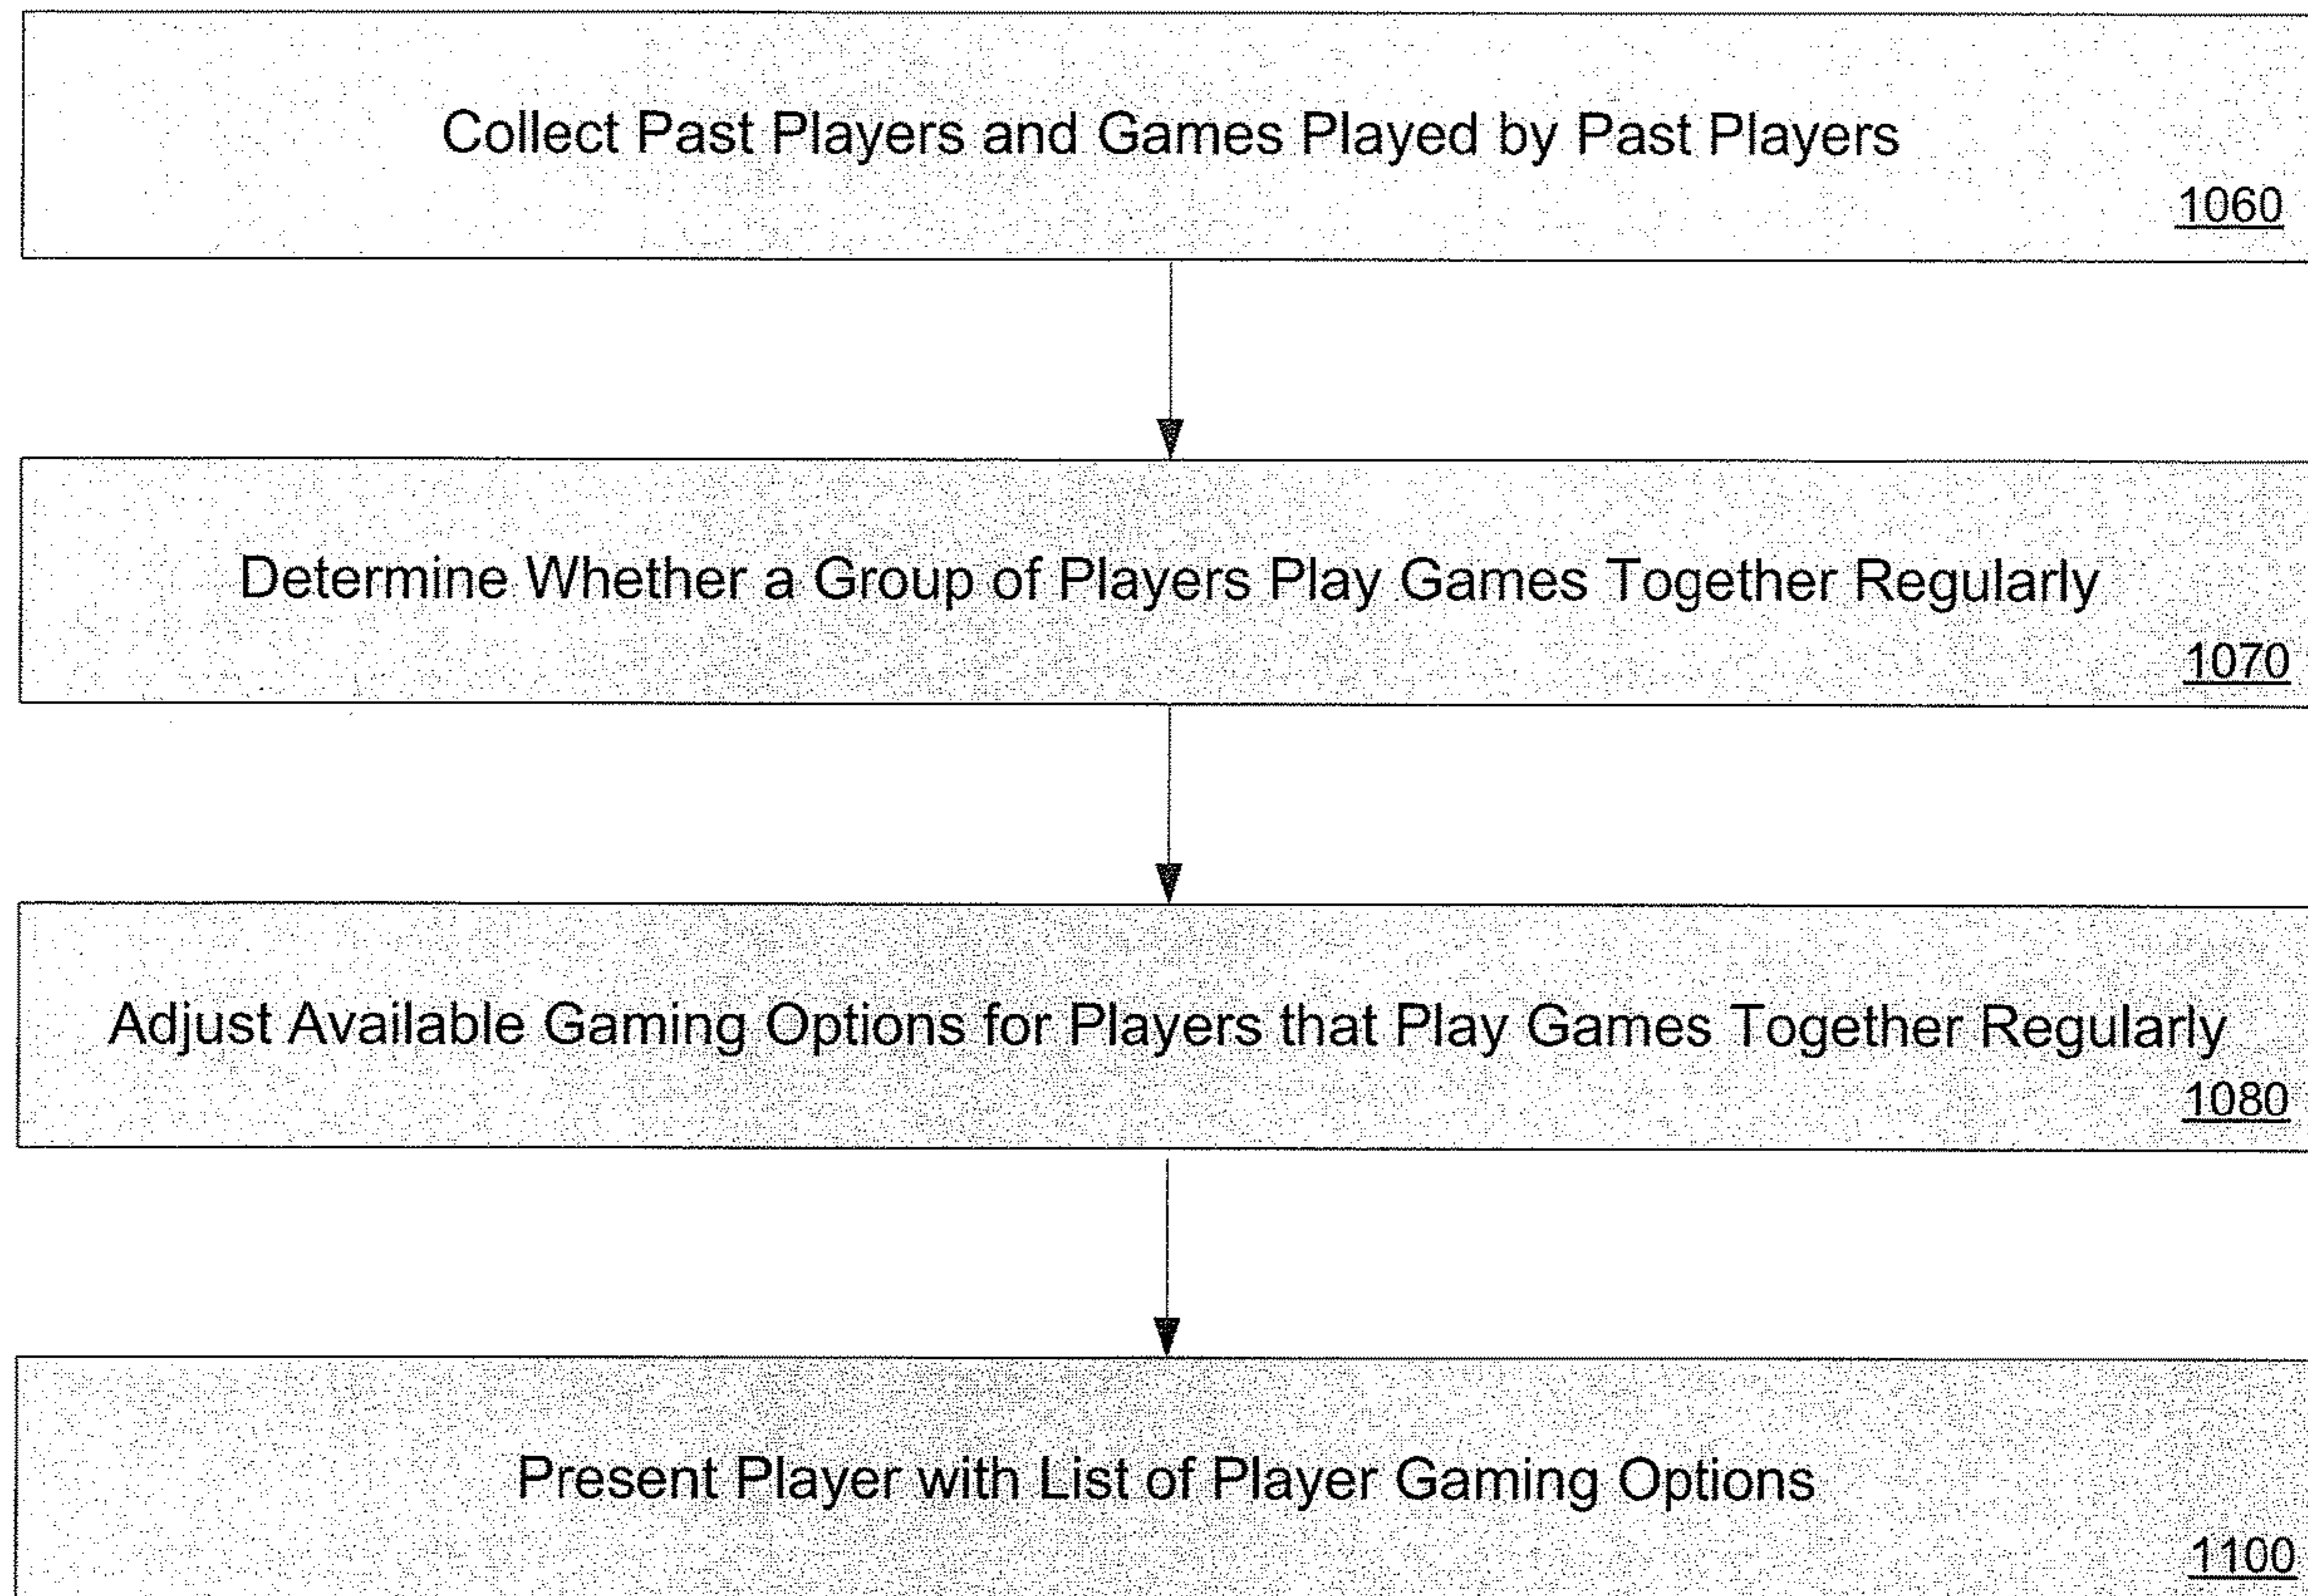 Collect Past Players and Games Played by Past Players
1060
Determine Whether a Group of Players Play Games Together Regularly
1070
Adjust Available Gaming Options for Players that Play Games Together Regularly
1080
Present Player with List of Player Gaming Options
1100